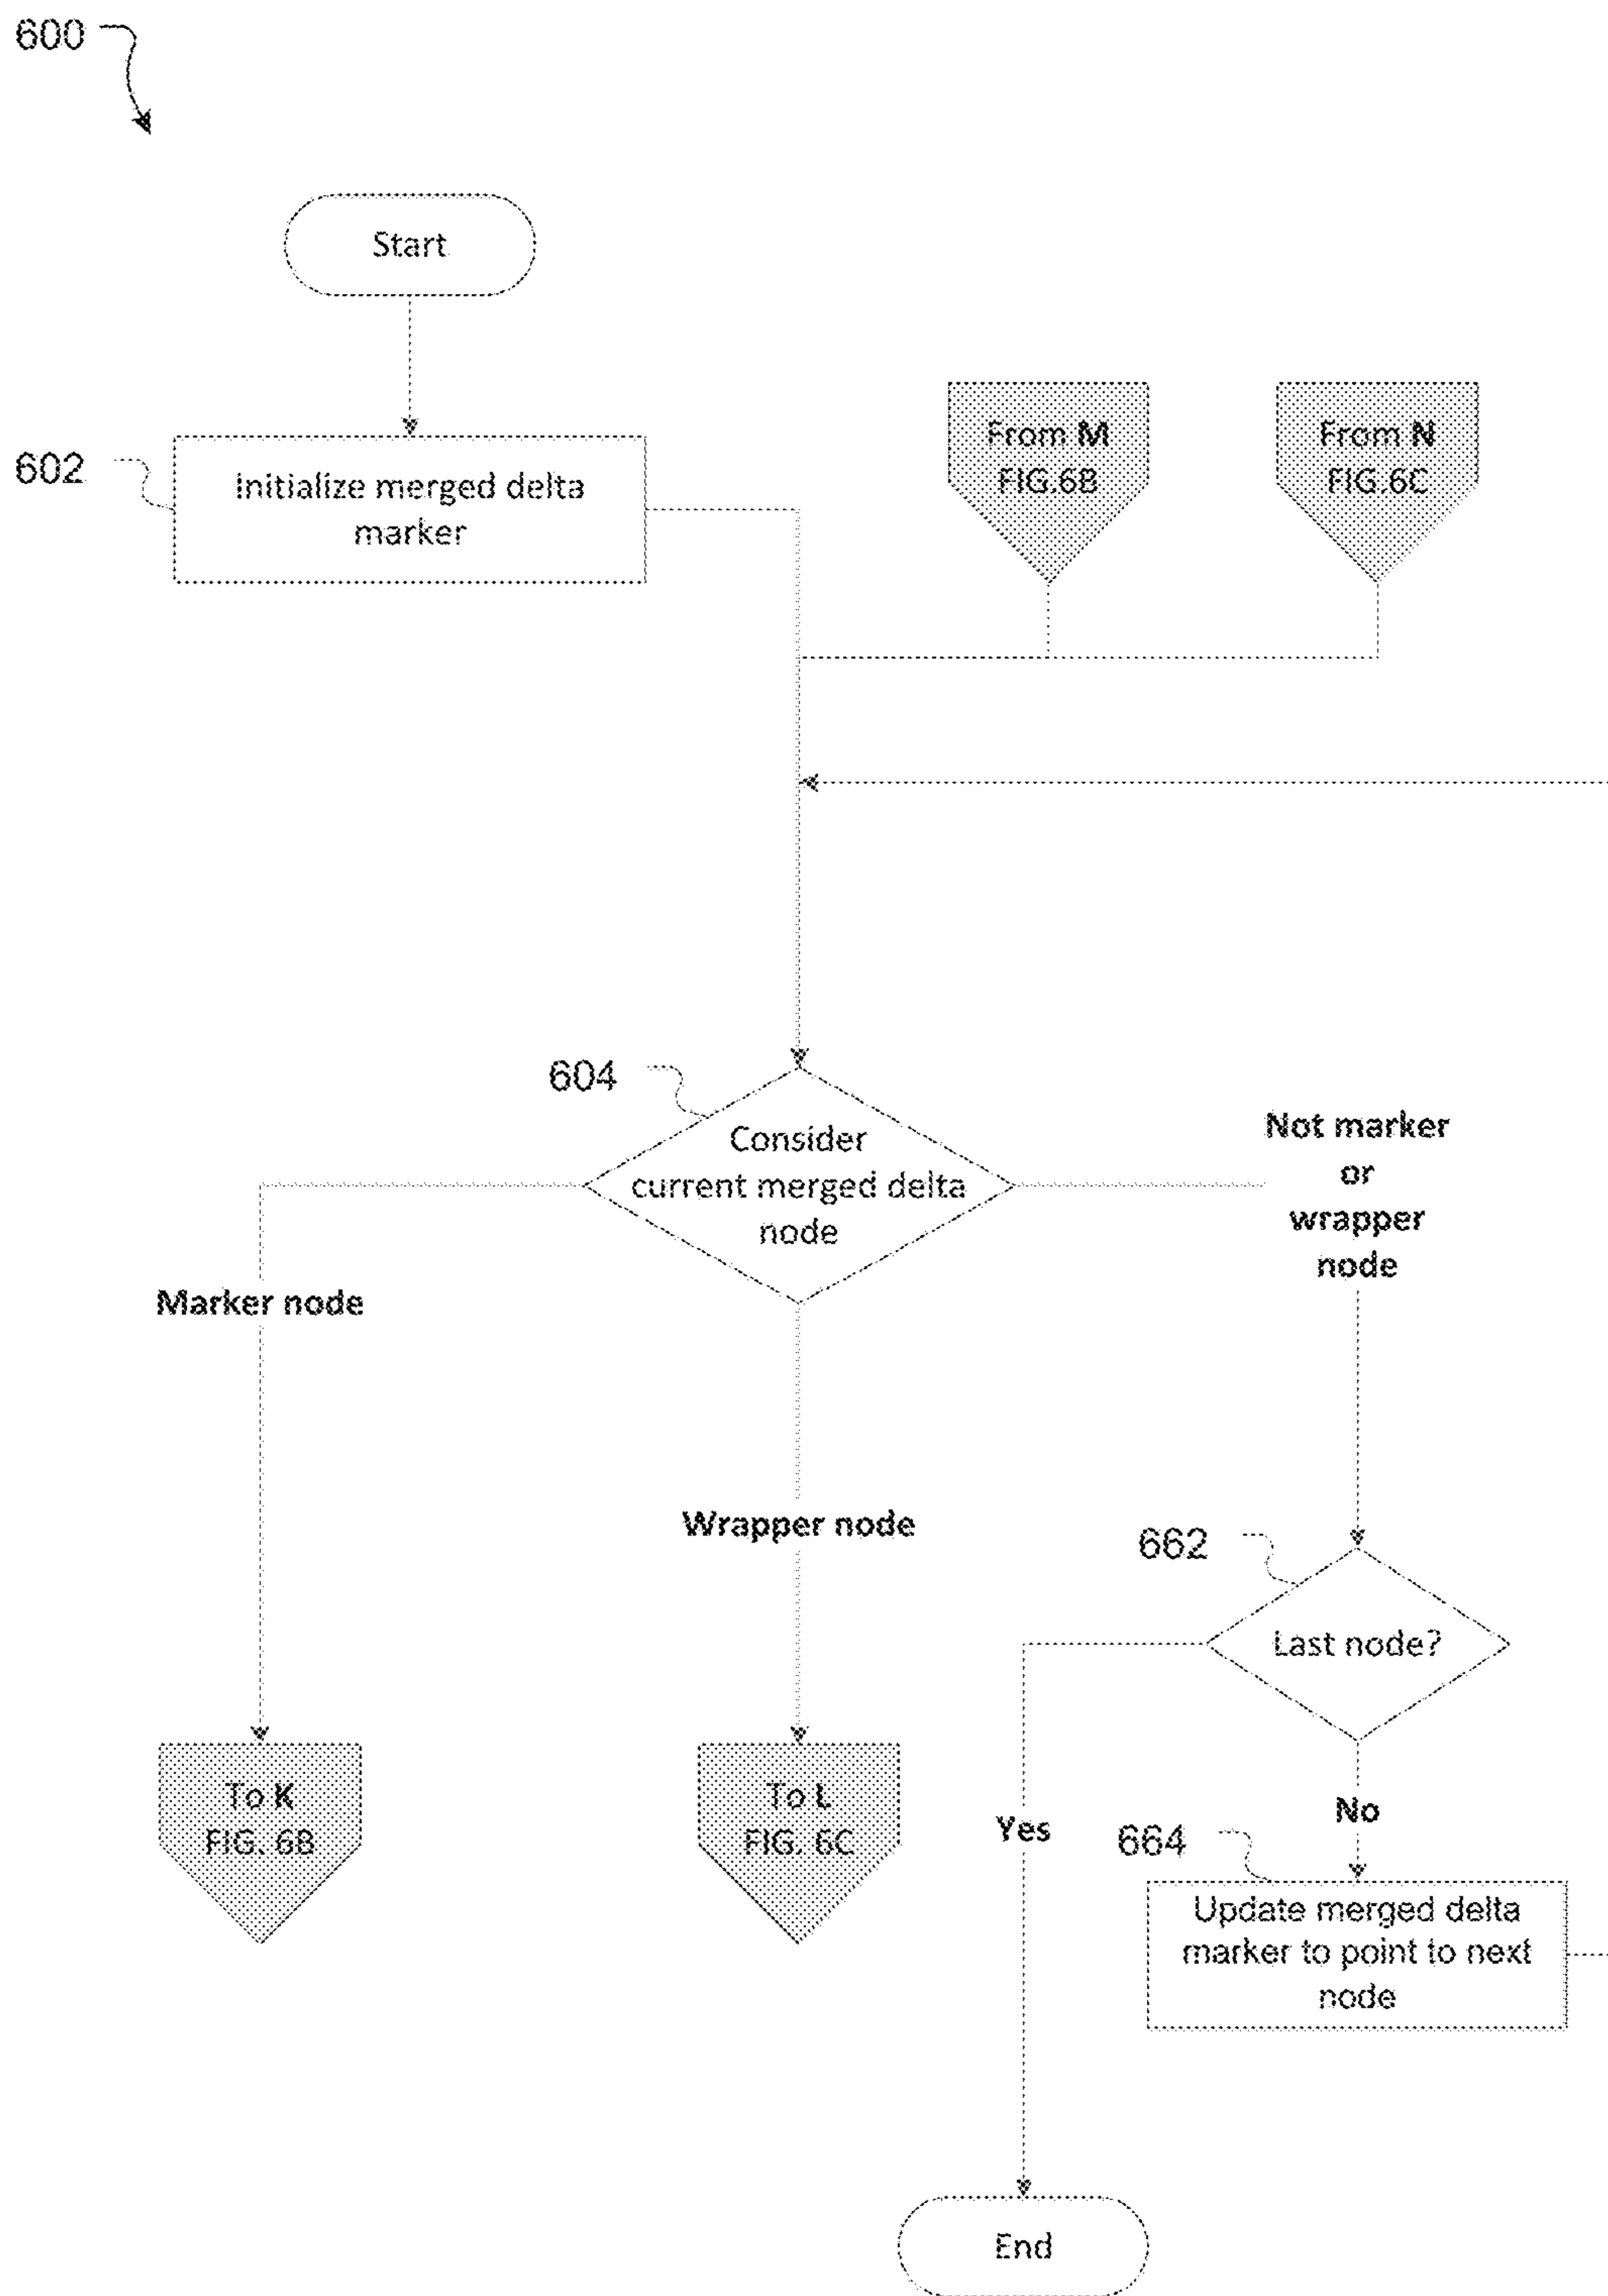 600
Start
From M
FIG.6B
From N
FIG.6C
602
Initialize merged delta
marker
604
Consider
current merged delta
node
Not marker
or
wrapper
node
Marker node
Wrapper node
662
Last node?
To K
FIG. 6B
To L
FIG. 6C
Yes
No
664
Update merged delta
marker to point to next
node
End